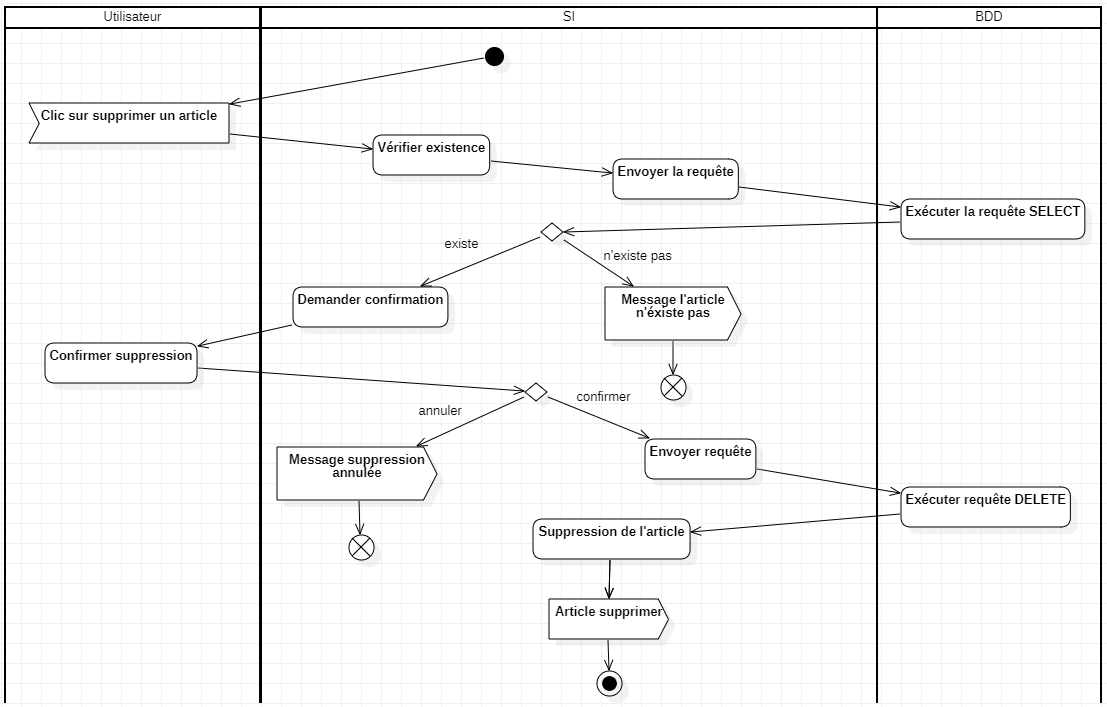 Utilisateur
SI
BDD
Clic sur supprimer un article
Vérifier existence
Envoyer la requête
Exécuter la requête SELECT
existe
n'existe pas
Demander confirmation
Message l'article
n'éxiste pas
Confirmer suppression
annuler
confirmer
Message suppression
annulée
Envoyer requête
Exécuter requête DELETE
Suppression de l'article
Article supprimer